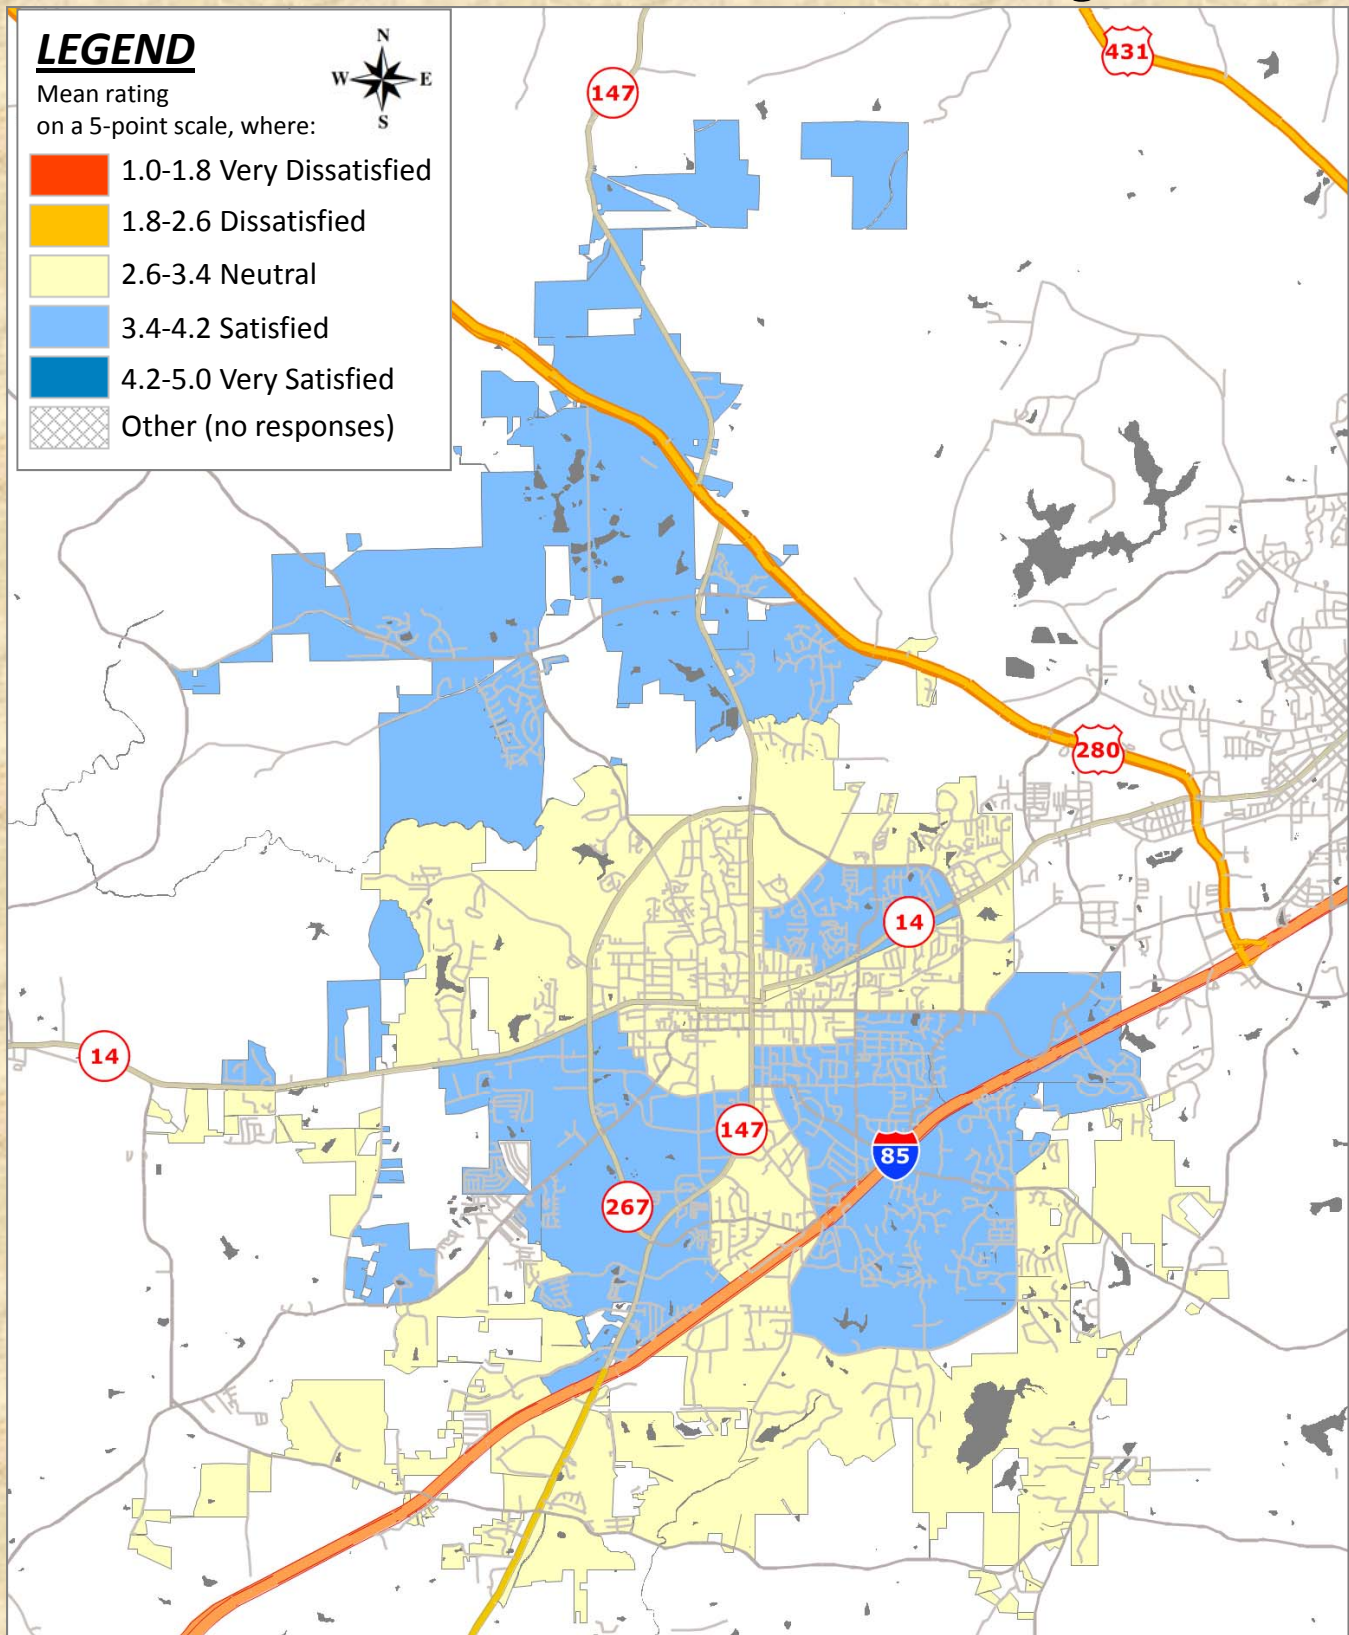 LEGEND
N
W E
S
Mean rating
on a 5-point scale, where:
1.0-1.8 Very Dissatisfied
1.8-2.6 Dissatisfied
2.6-3.4 Neutral
3.4-4.2 Satisfied
4.2-5.0 Very Satisfied
Other (no responses)
431
147
280
14
14
147
85
267